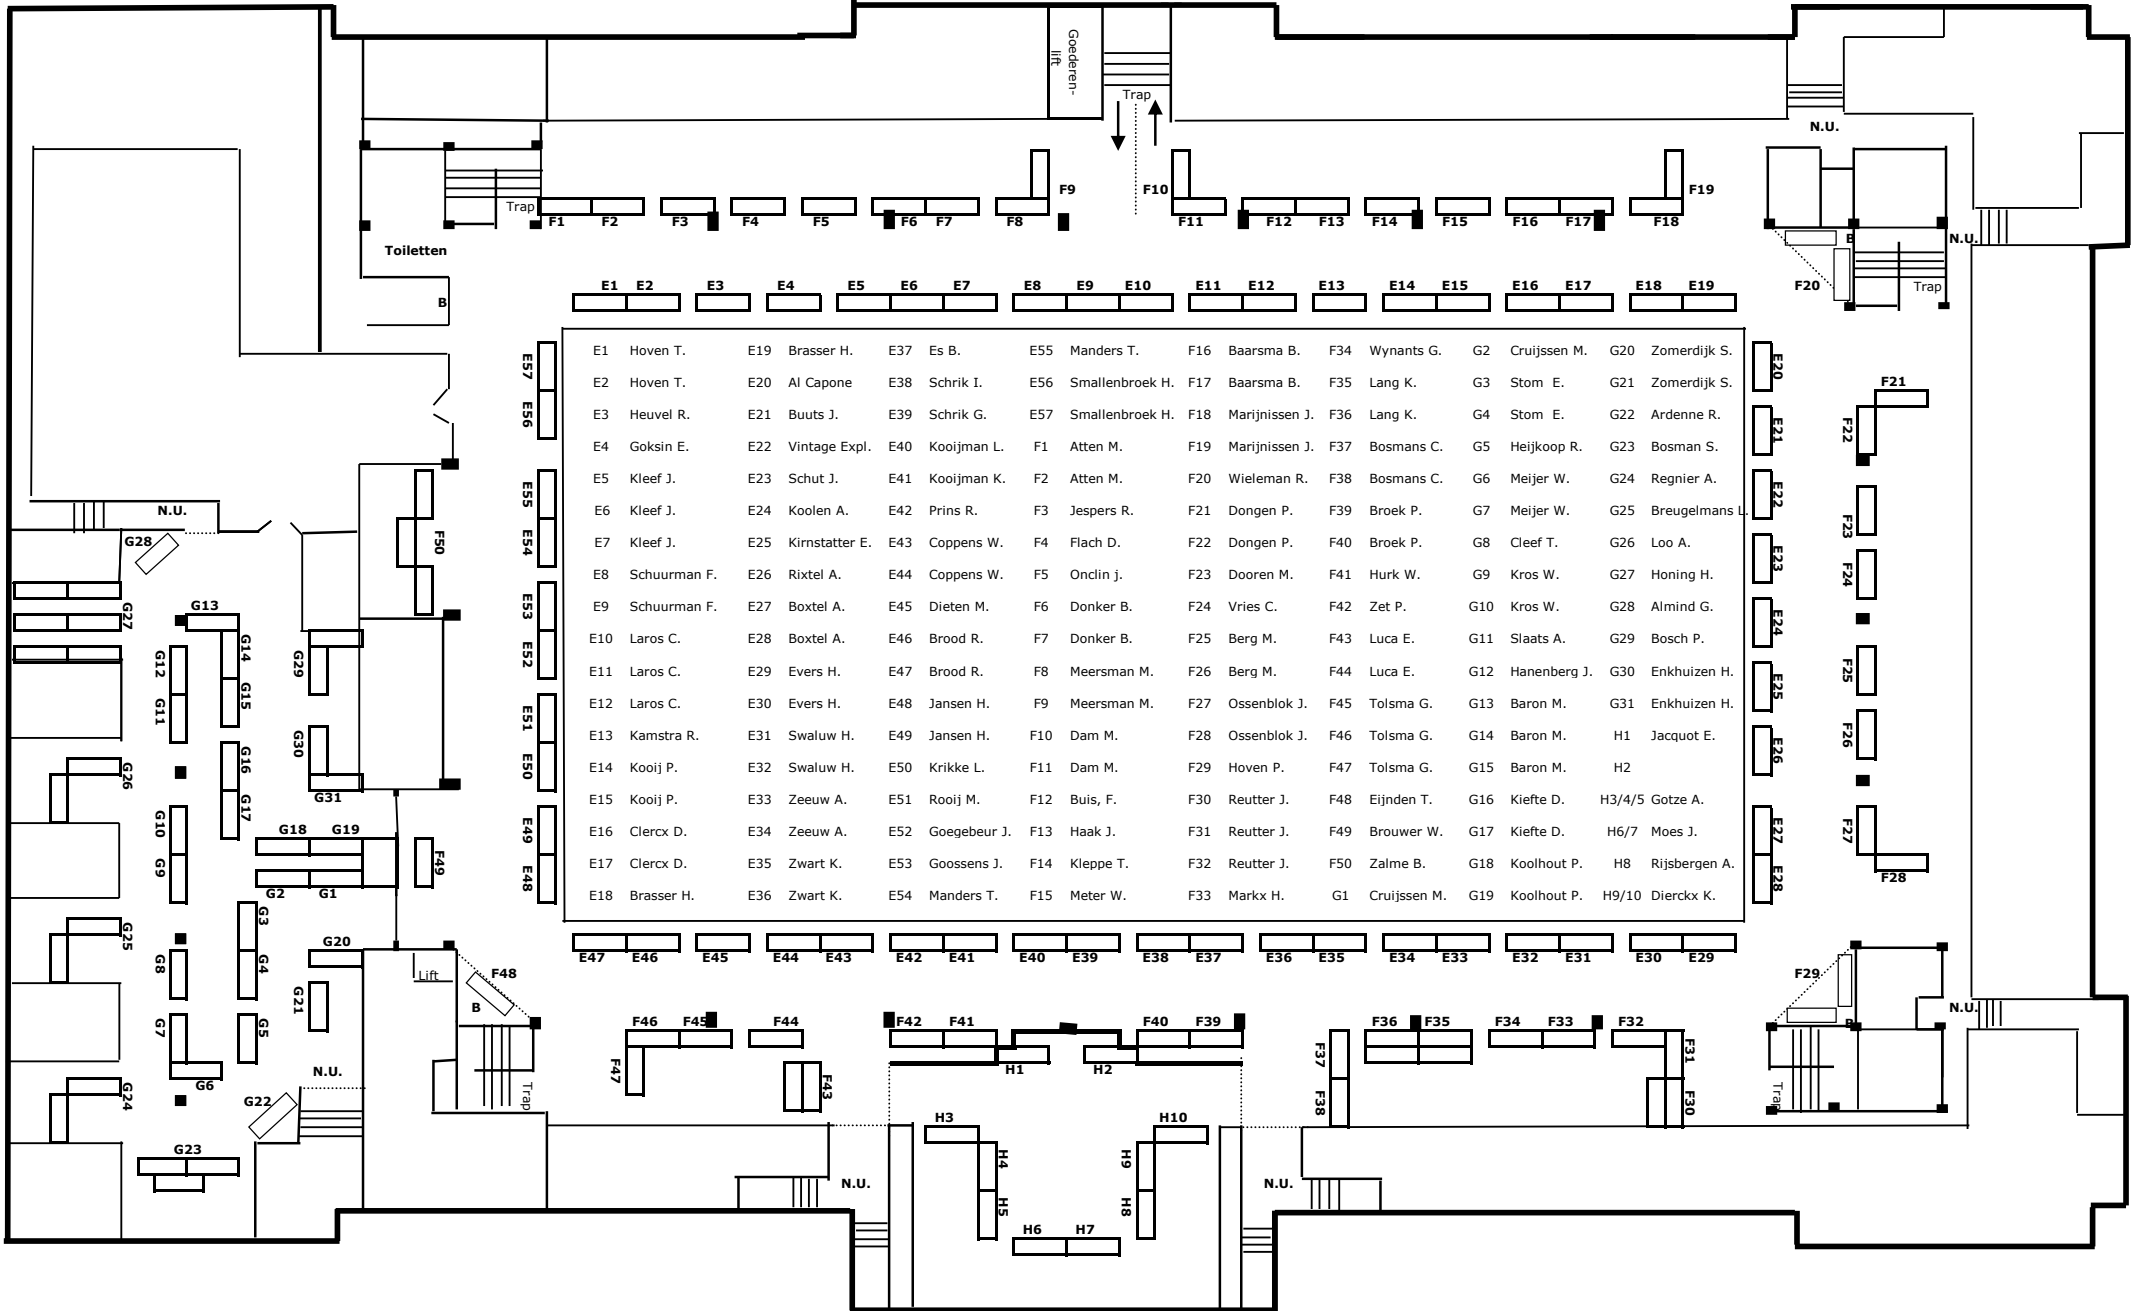 Goederen-
lift
Trap
N.U.
F9 F10 F19
Trap
F1 F2 F3 F4 F5 F6 F7 F8 F11 F12 F13 F14 F15 F16 F17 F18
Toiletten
B N.U.
B
F20 Trap
E1 E2 E3 E4 E5 E6 E7 E8 E9 E10 E11 E12 E13 E14 E15 E16 E17 E18 E19
E1 Hoven T. E19 Brasser H. E37 Es B. E55 Manders T. F16 Baarsma B. F34 Wynants G. G2 Cruijssen M. G20 Zomerdijk S.
E2 Hoven T. E20 Al Capone E38 Schrik I. E56 Smallenbroek H. F17 Baarsma B. F35 Lang K. G3 Stom E. G21 Zomerdijk S.
E3 Heuvel R. E21 Buuts J. E39 Schrik G. E57 Smallenbroek H. F18 Marijnissen J. F36 Lang K. G4 Stom E. G22 Ardenne R.
E4 Goksin E. E22 Vintage Expl. E40 Kooijman L. F1 Atten M. F19 Marijnissen J. F37 Bosmans C. G5 Heijkoop R. G23 Bosman S.
E5 Kleef J. E23 Schut J. E41 Kooijman K. F2 Atten M. F20 Wieleman R. F38 Bosmans C. G6 Meijer W. G24 Regnier A.
E6 Kleef J. E24 Koolen A. E42 Prins R. F3 Jespers R. F21 Dongen P. F39 Broek P. G7 Meijer W. G25 Breugelmans L.
E7 Kleef J. E25 Kirnstatter E. E43 Coppens W. F4 Flach D. F22 Dongen P. F40 Broek P. G8 Cleef T. G26 Loo A.
E8 Schuurman F. E26 Rixtel A. E44 Coppens W. F5 Onclin j. F23 Dooren M. F41 Hurk W. G9 Kros W. G27 Honing H.
E9 Schuurman F. E27 Boxtel A. E45 Dieten M. F6 Donker B. F24 Vries C. F42 Zet P. G10 Kros W. G28 Almind G.
E10 Laros C. E28 Boxtel A. E46 Brood R. F7 Donker B. F25 Berg M. F43 Luca E. G11 Slaats A. G29 Bosch P.
E11 Laros C. E29 Evers H. E47 Brood R. F8 Meersman M. F26 Berg M. F44 Luca E. G12 Hanenberg J. G30 Enkhuizen H.
E12 Laros C. E30 Evers H. E48 Jansen H. F9 Meersman M. F27 Ossenblok J. F45 Tolsma G. G13 Baron M. G31 Enkhuizen H.
E13 Kamstra R. E31 Swaluw H. E49 Jansen H. F10 Dam M. F28 Ossenblok J. F46 Tolsma G. G14 Baron M. H1 Jacquot E.
E14 Kooij P. E32 Swaluw H. E50 Krikke L. F11 Dam M. F29 Hoven P. F47 Tolsma G. G15 Baron M. H2
E15 Kooij P. E33 Zeeuw A. E51 Rooij M. F12 Buis, F. F30 Reutter J. F48 Eijnden T. G16 Kiefte D. H3/4/5 Gotze A.
E16 Clercx D. E34 Zeeuw A. E52 Goegebeur J. F13 Haak J. F31 Reutter J. F49 Brouwer W. G17 Kiefte D. H6/7 Moes J.
E17 Clercx D. E35 Zwart K. E53 Goossens J. F14 Kleppe T. F32 Reutter J. F50 Zalme B. G18 Koolhout P. H8 Rijsbergen A.
E18 Brasser H. E36 Zwart K. E54 Manders T. F15 Meter W. F33 Markx H. G1 Cruijssen M. G19 Koolhout P. H9/10 Dierckx K.
E57
E56
E55
E54
E53
E52
E51
E50
E49
E48
E20
E21
E22
E23
E24
E25
E26
E27
E28
F21
F22
F23
F24
F25
F26
F27
F28
N.U.
G28
F50
G27
G13
G14
G12
G29
G15
G11
G16
G30
G26
G31
G17
G10
G18 G19
G9
F49
G2 G1
G3
G25
G20
G8
G4
G21
G7
G5
N.U.
G6
G24
G22
G23
E47 E46 E45 E44 E43 E42 E41 E40 E39 E38 E37 E36 E35 E34 E33 E32 E31 E30 E29
Lift
F48
B
F29
N.U.
B
Trap
Trap
F46 F45 F44 F42 F41 F40 F39 F36 F35 F34 F33 F32
F47
F43
H1 H2
F37
F31
F38
F30
H3 H10
H4 H9
N.U. N.U.
H5 H8
H6 H7